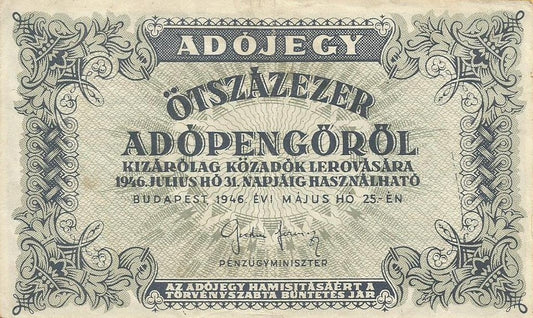 ADÓJEGY
ÖTSZÁZEZER
ADÓPENGŐRŐL
KIZÁRÓLAG KÖZADÓK LEROVÁSÁRA
1946. JULIUS HÓ 31. NAPJÁIG HASZNÁLHATÓ
BUDAPEST, 1946. ÉVI MÁJUS HÓ 25-ÉN
PÉNZÜGYMINISZTER
AZ ADÓJEGY HAMISITÁSÁÉRT A
TÖRVÉNYSZABTA BÜNTETÉS JÁR